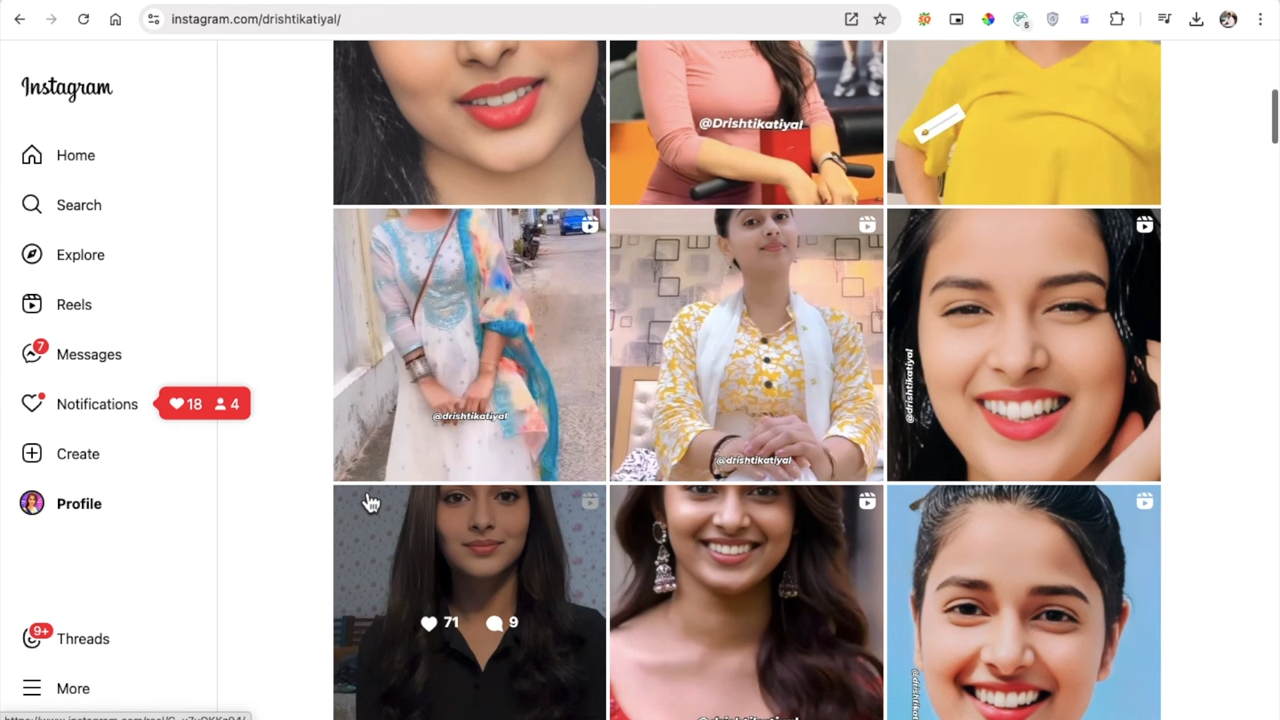 instagram.com/drishtikatiyal/
5
Instagram
Home
Search
Explore
Reels
7
Messages
Notifications
18 4
Create
Profile
9+
Threads
More
@Drishtikatiyal
@drishtikatiyal
@drishtikatiyal
@drishtikatiyal
71 9